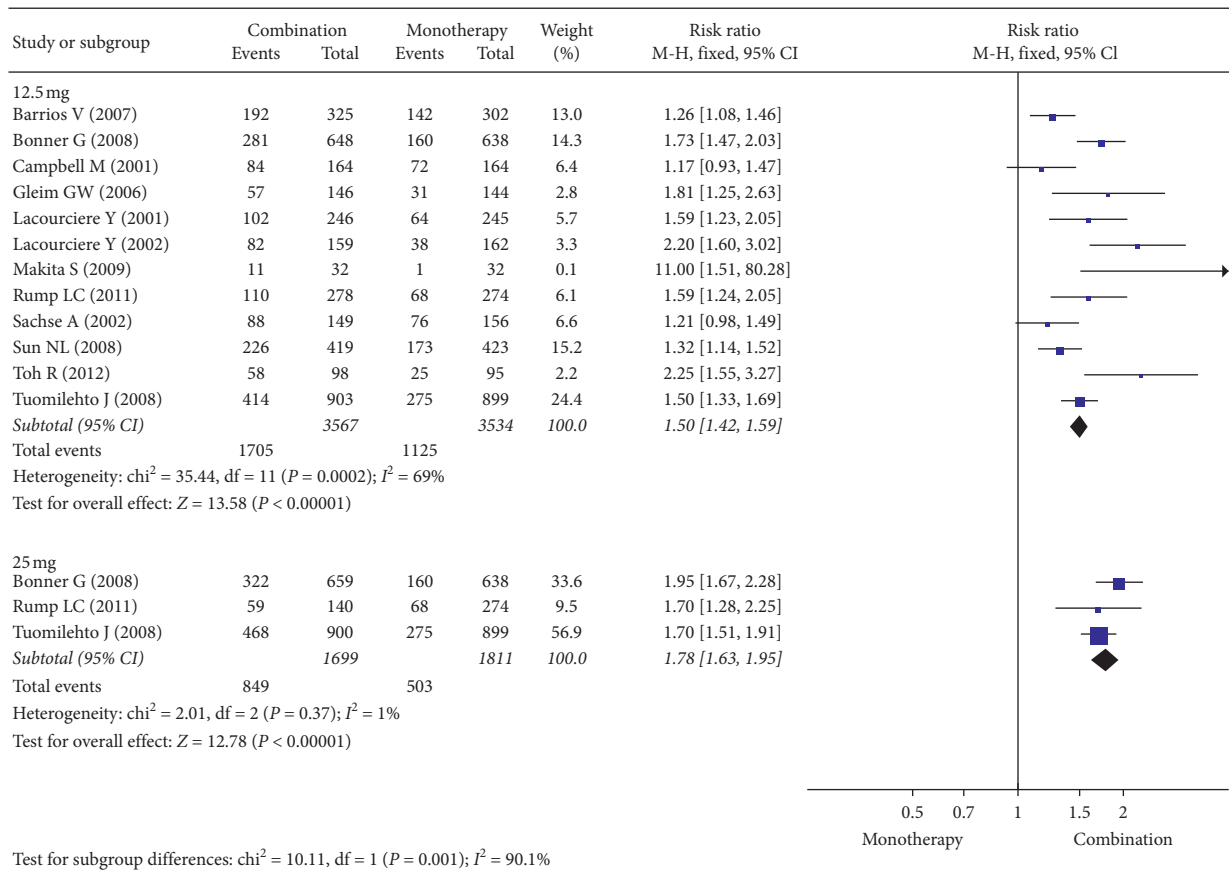 Study or subgroup Combination Monotherapy Weight Risk ratio Risk ratio
Events Total Events Total (%) M-H, fixed, 95% CI M-H, fixed, 95% Cl
12.5 mg
Barrios V (2007) 192 325 142 302 13.0 1.26 [1.08, 1.46]
Bonner G (2008) 281 648 160 638 14.3 1.73 [1.47, 2.03]
Campbell M (2001) 84 164 72 164 6.4 1.17 [0.93, 1.47]
Gleim GW (2006) 57 146 31 144 2.8 1.81 [1.25, 2.63]
Lacourciere Y (2001) 102 246 64 245 5.7 1.59 [1.23, 2.05]
Lacourciere Y (2002) 82 159 38 162 3.3 2.20 [1.60, 3.02]
Makita S (2009) 11 32 1 32 0.1 11.00 [1.51, 80.28]
Rump LC (2011) 110 278 68 274 6.1 1.59 [1.24, 2.05]
Sachse A (2002) 88 149 76 156 6.6 1.21 [0.98, 1.49]
Sun NL (2008) 226 419 173 423 15.2 1.32 [1.14, 1.52]
Toh R (2012) 58 98 25 95 2.2 2.25 [1.55, 3.27]
Tuomilehto J (2008) 414 903 275 899 24.4 1.50 [1.33, 1.69]
Subtotal (95% CI) 3567 3534 100.0 1.50 [1.42, 1.59]
Total events 1705 1125
Heterogeneity: chi² = 35.44, df = 11 (P = 0.0002); I² = 69%
Test for overall effect: Z = 13.58 (P < 0.00001)
25 mg
Bonner G (2008) 322 659 160 638 33.6 1.95 [1.67, 2.28]
Rump LC (2011) 59 140 68 274 9.5 1.70 [1.28, 2.25]
Tuomilehto J (2008) 468 900 275 899 56.9 1.70 [1.51, 1.91]
Subtotal (95% CI) 1699 1811 100.0 1.78 [1.63, 1.95]
Total events 849 503
Heterogeneity: chi² = 2.01, df = 2 (P = 0.37); I² = 1%
Test for overall effect: Z = 12.78 (P < 0.00001)
0.5 0.7 1 1.5 2
Monotherapy Combination
Test for subgroup differences: chi² = 10.11, df = 1 (P = 0.001); I² = 90.1%